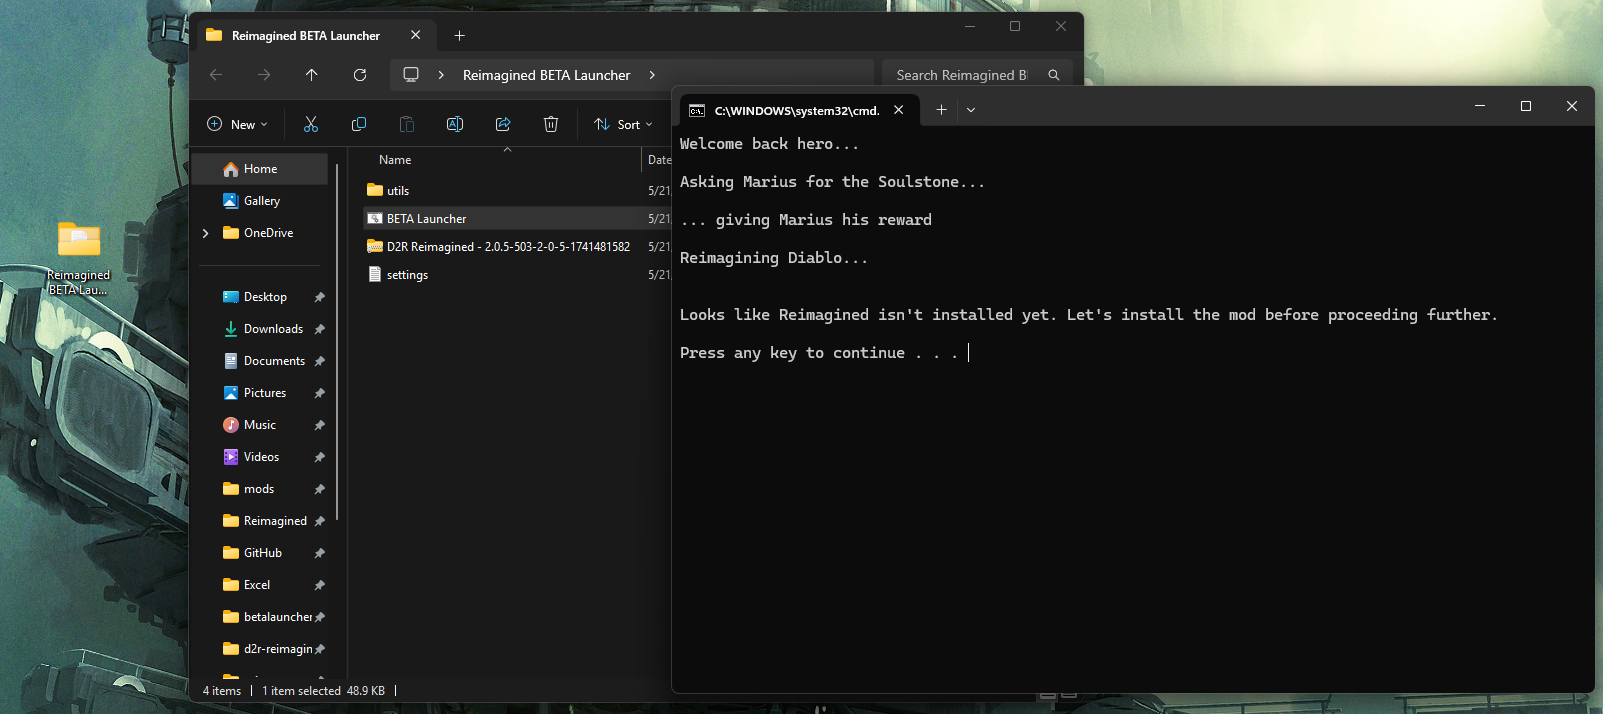 Reimagined BETA Launcher
Reimagined BETA Launcher
Search Reimagined B
New
Sort
Home
Gallery
OneDrive
Desktop
Downloads
Documents
Pictures
Music
Videos
mods
Reimagined
GitHub
Excel
betalauncher
d2r-reimagin
Name
Date
utils
5/21
BETA Launcher
5/21
D2R Reimagined - 2.0.5-503-2-0-5-1741481582
5/21
settings
5/21
4 items
1 item selected 48.9 KB
Reimagined
BETA Lau...
C:\WINDOWS\system32\cmd.
Welcome back hero...
Asking Marius for the Soulstone...
... giving Marius his reward
Reimagining Diablo...
Looks like Reimagined isn't installed yet. Let's install the mod before proceeding further.
Press any key to continue . . .